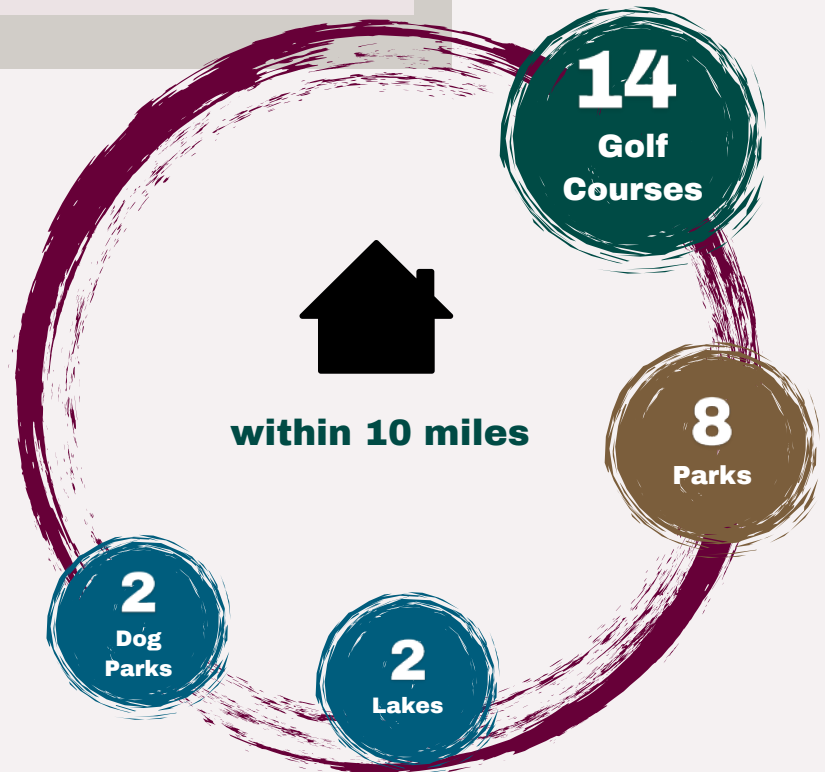 14
Golf
Courses
within 10 miles
8
Parks
2
Dog
Parks
2
Lakes